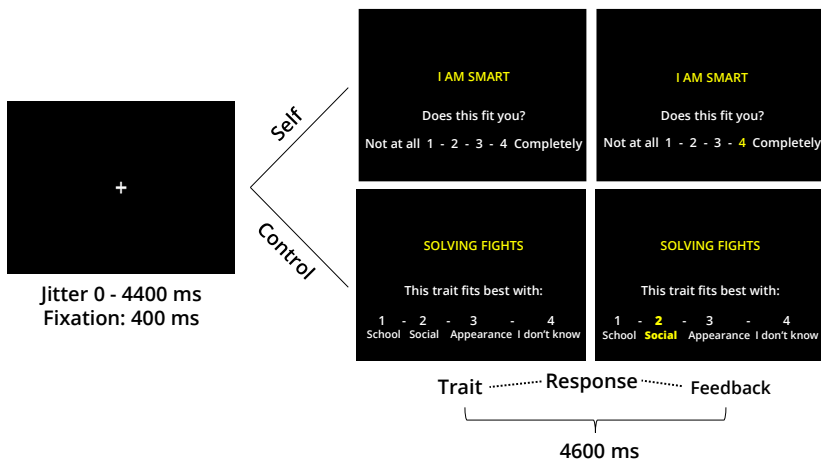 +
Jitter 0 - 4400 ms
Fixation: 400 ms
Self
Control
I AM SMART
Does this fit you?
Not at all 1 - 2 - 3 - 4 Completely
I AM SMART
Does this fit you?
Not at all 1 - 2 - 3 - 4 Completely
SOLVING FIGHTS
This trait fits best with:
1 - 2 - 3 - 4
School Social Appearance I don't know
SOLVING FIGHTS
This trait fits best with:
1 - 2 - 3 - 4
School Social Appearance I don't know
Trait Response Feedback
4600 ms